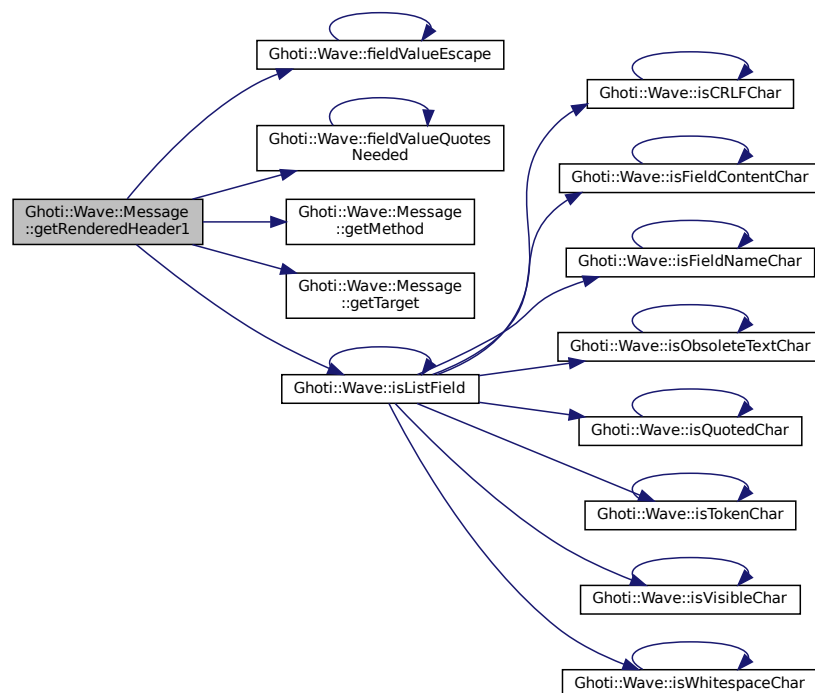 Ghoti::Wave::Message
::getRenderedHeader1
Ghoti::Wave::fieldValueEscape
Ghoti::Wave::fieldValueQuotes
Needed
Ghoti::Wave::Message
::getMethod
Ghoti::Wave::Message
::getTarget
Ghoti::Wave::isListField
Ghoti::Wave::isCRLFChar
Ghoti::Wave::isFieldContentChar
Ghoti::Wave::isFieldNameChar
Ghoti::Wave::isObsoleteTextChar
Ghoti::Wave::isQuotedChar
Ghoti::Wave::isTokenChar
Ghoti::Wave::isVisibleChar
Ghoti::Wave::isWhitespaceChar